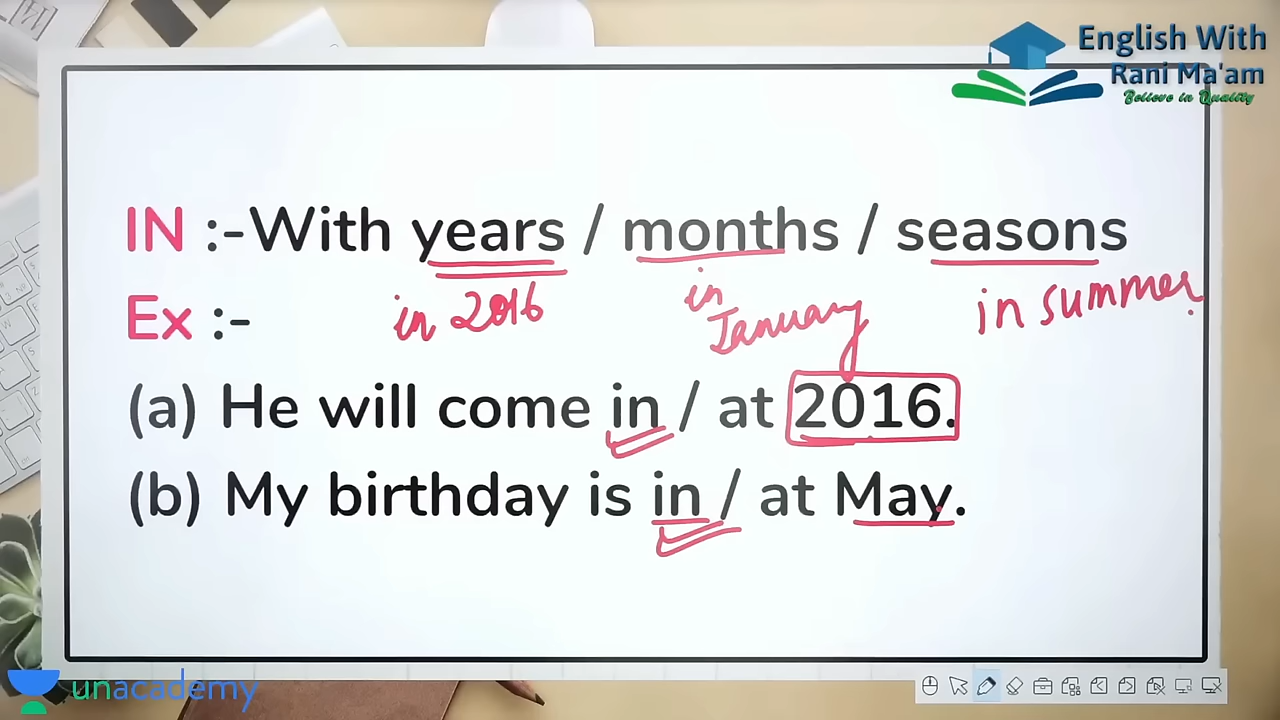 English With
Rani Ma'am
Believe in Quality
IN :-With years / months / seasons
in 2016
in January
in summer.
Ex :-
(a) He will come in / at 2016.
(b) My birthday is in / at May.
unacademy